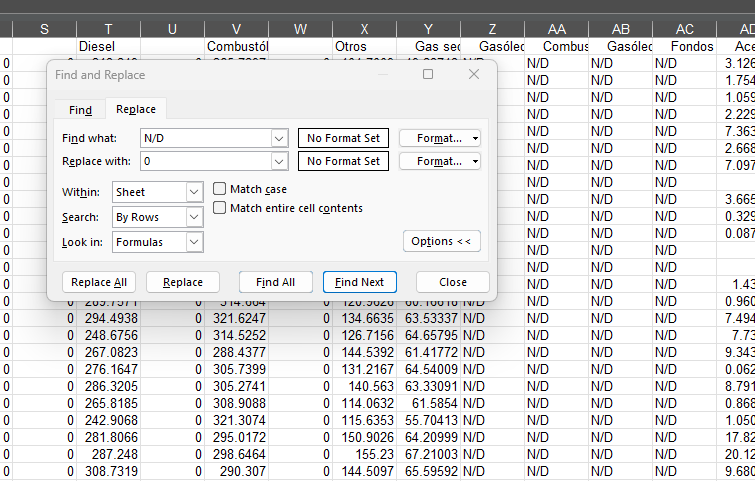 S T U V W X Y Z AA AB AC AD
Diesel Combustól Otros Gas sec Gasólec Combus Gasólec Fondos Ace
0 N/D N/D N/D 3.126
0 N/D N/D N/D 1.754
0 N/D N/D N/D 1.059
0 N/D N/D N/D 2.229
0 N/D N/D N/D 7.363
0 N/D N/D N/D 2.668
0 N/D N/D N/D 7.097
0 N/D N/D N/D
0 N/D N/D N/D 3.665
0 N/D N/D N/D 0.329
0 N/D N/D N/D 0.087
0 N/D N/D N/D
0 N/D N/D N/D
0 N/D N/D N/D 1.43
Find and Replace
Find Replace
Find what: N/D No Format Set Format...
Replace with: 0 No Format Set Format...
Within: Sheet Match case
Search: By Rows Match entire cell contents
Look in: Formulas Options <<
Replace All Replace Find All Find Next Close
0 0 314.664 0 N/D N/D N/D N/D 0.960
0 0 294.4938 0 321.6247 0 134.6635 63.53337 N/D N/D N/D N/D 7.494
0 0 248.6756 0 314.5252 0 126.7156 64.65795 N/D N/D N/D N/D 7.73
0 0 267.0823 0 288.4377 0 144.5392 61.41772 N/D N/D N/D N/D 9.343
0 0 276.1647 0 305.7399 0 131.2167 64.54009 N/D N/D N/D N/D 0.062
0 0 286.3205 0 305.2741 0 140.563 63.33091 N/D N/D N/D N/D 8.791
0 0 265.8185 0 308.9088 0 114.0632 61.5854 N/D N/D N/D N/D 0.868
0 0 242.9068 0 321.3074 0 115.6353 55.70413 N/D N/D N/D N/D 1.050
0 0 281.8066 0 295.0172 0 150.9026 64.20999 N/D N/D N/D N/D 17.82
0 0 287.248 0 298.6464 0 155.23 67.21003 N/D N/D N/D N/D 20.12
0 0 308.7319 0 290.307 0 144.5097 65.59592 N/D N/D N/D N/D 9.680